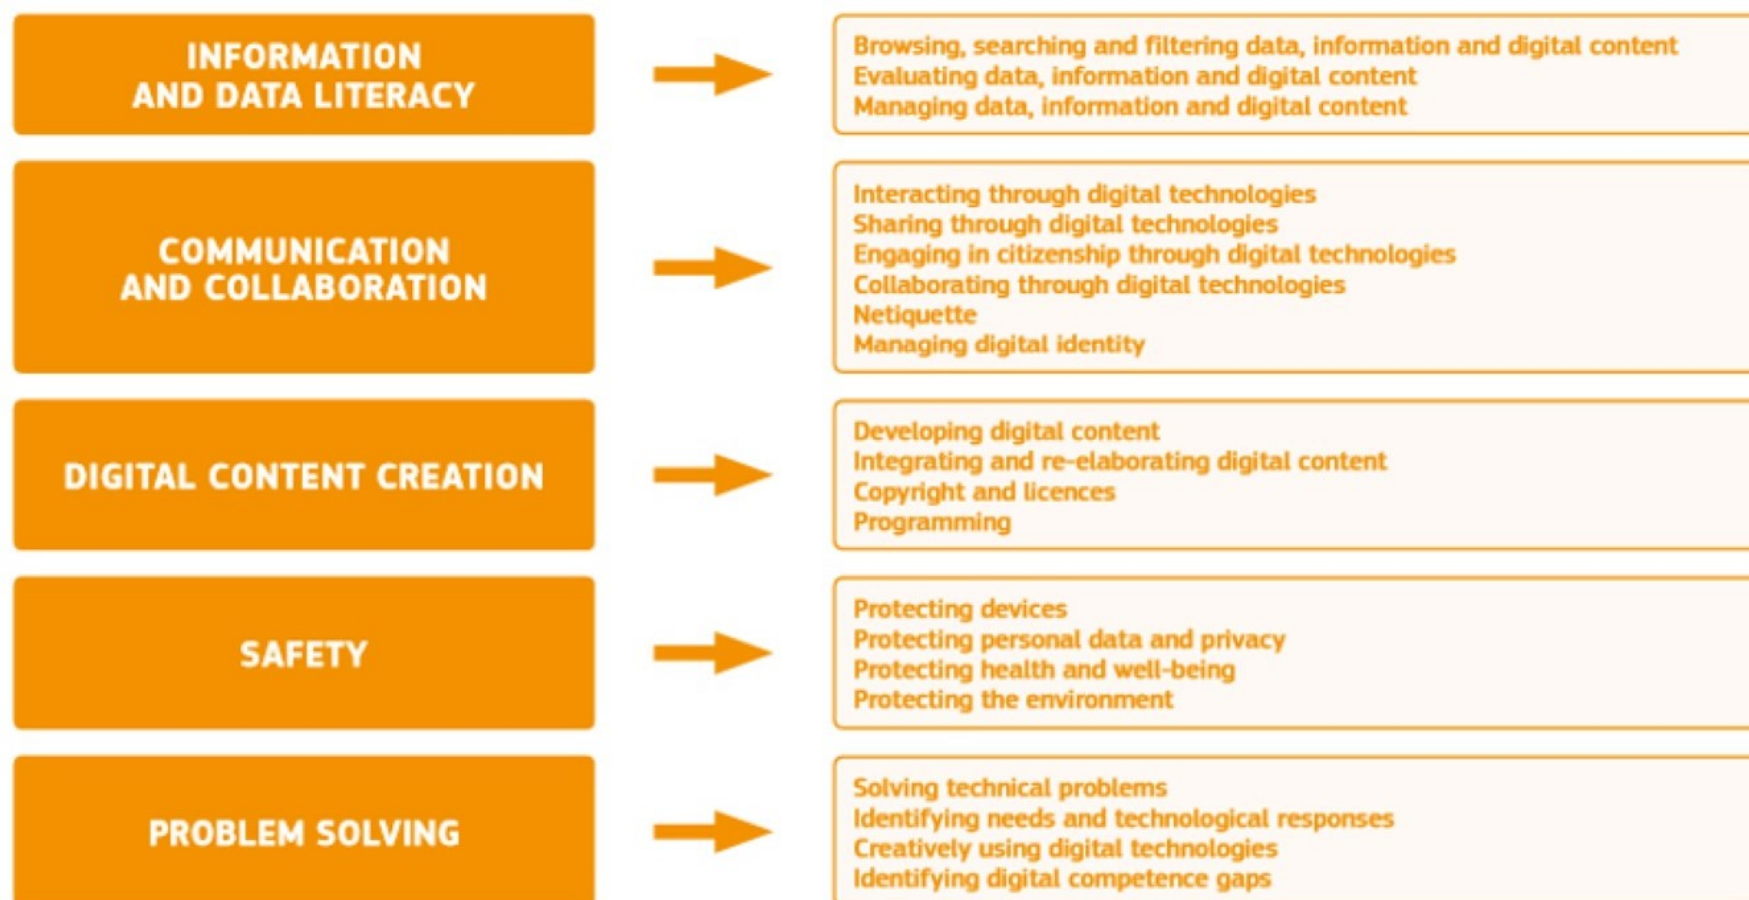 INFORMATION
AND DATA LITERACY
Browsing, searching and filtering data, information and digital content
Evaluating data, information and digital content
Managing data, information and digital content
COMMUNICATION
AND COLLABORATION
Interacting through digital technologies
Sharing through digital technologies
Engaging in citizenship through digital technologies
Collaborating through digital technologies
Netiquette
Managing digital identity
DIGITAL CONTENT CREATION
Developing digital content
Integrating and re-elaborating digital content
Copyright and licences
Programming
SAFETY
Protecting devices
Protecting personal data and privacy
Protecting health and well-being
Protecting the environment
PROBLEM SOLVING
Solving technical problems
Identifying needs and technological responses
Creatively using digital technologies
Identifying digital competence gaps